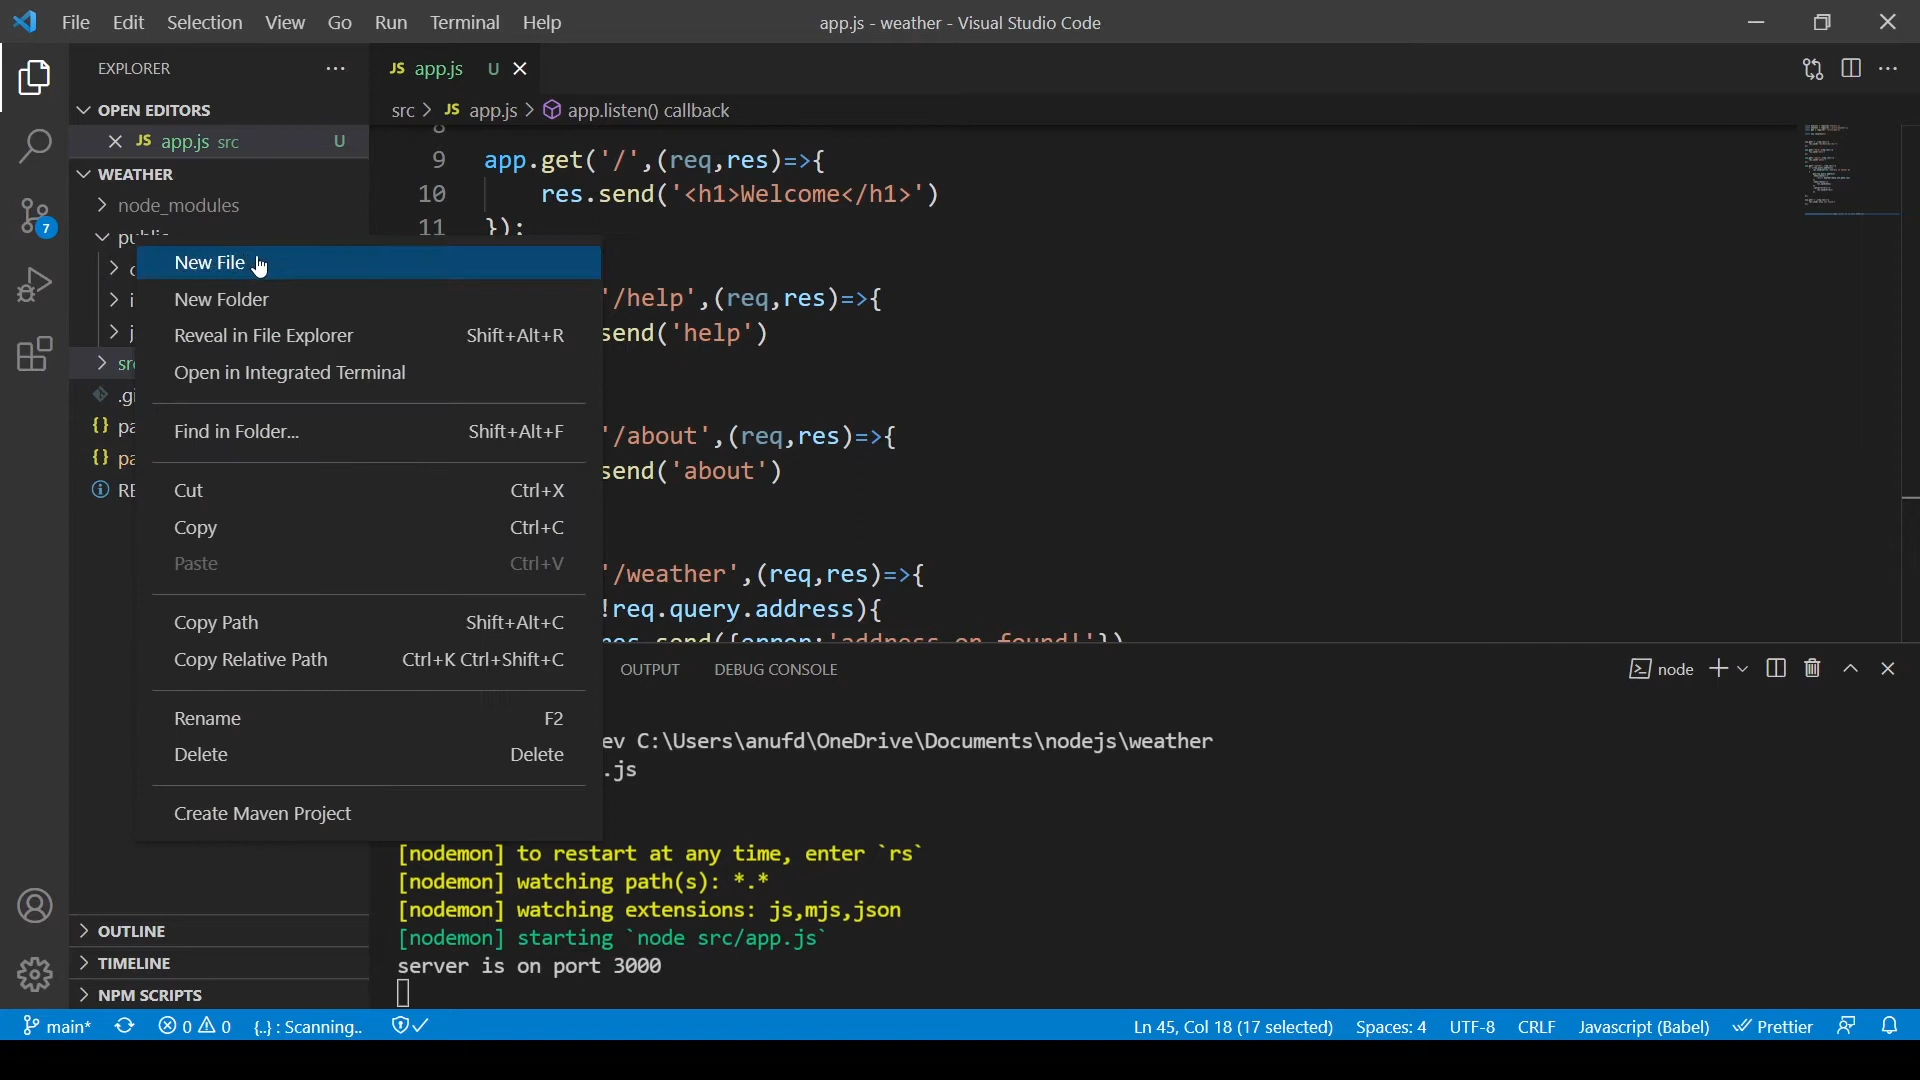 File Edit Selection View Go Run Terminal Help
app.js - weather - Visual Studio Code
EXPLORER
JS app.js U
OPEN EDITORS
src > JS app.js > app.listen() callback
JS app.js src U
WEATHER
node_modules
9 app.get('/',(req,res)=>{
10 res.send('<h1>Welcome</h1>')
11 });
7
New File
New Folder
'/help',(req,res)=>{
Reveal in File Explorer Shift+Alt+R
send('help')
Open in Integrated Terminal
Find in Folder... Shift+Alt+F
'/about',(req,res)=>{
send('about')
Cut Ctrl+X
Copy Ctrl+C
Paste Ctrl+V
'/weather',(req,res)=>{
!req.query.address){
Copy Path Shift+Alt+C
Copy Relative Path Ctrl+K Ctrl+Shift+C
OUTPUT DEBUG CONSOLE
node
Rename F2
Delete Delete
ev C:\Users\anufd\OneDrive\Documents\nodejs\weather
.js
Create Maven Project
[nodemon] to restart at any time, enter `rs`
[nodemon] watching path(s): *.*
[nodemon] watching extensions: js,mjs,json
[nodemon] starting `node src/app.js`
server is on port 3000
OUTLINE
TIMELINE
NPM SCRIPTS
main* 0 0 {..} : Scanning.. Ln 45, Col 18 (17 selected) Spaces: 4 UTF-8 CRLF Javascript (Babel) Prettier